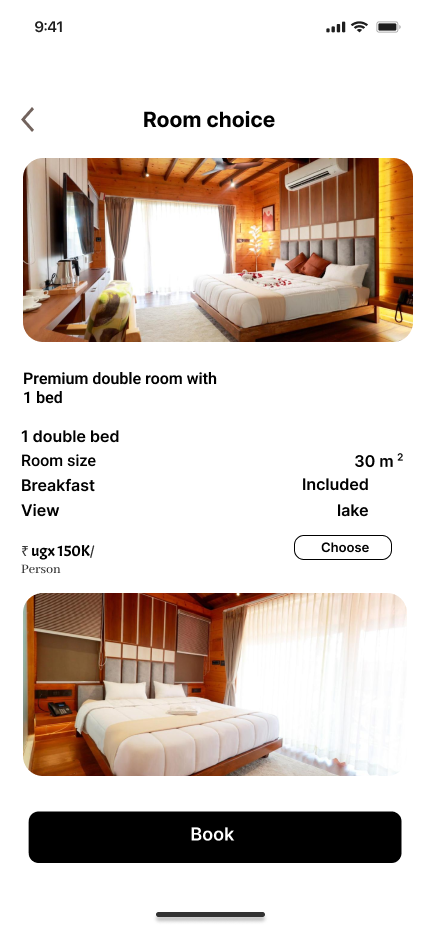 9:41
Room choice
Premium double room with
1 bed
1 double bed
Room size 30 m ²
Breakfast Included
View lake
₹ ugx 150K/
Person
Choose
Book